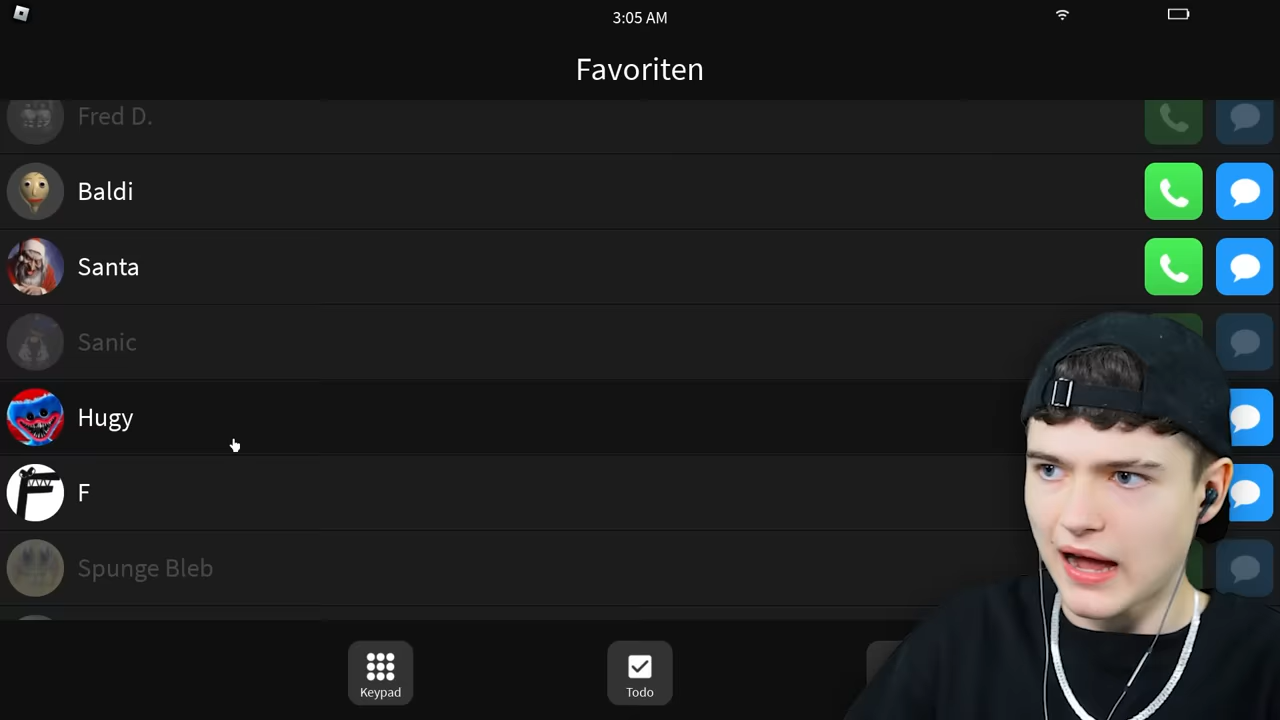 3:05 AM
Favoriten
Fred D.
Baldi
Santa
Sanic
Hugy
F
F
Spunge Bleb
Keypad
Todo